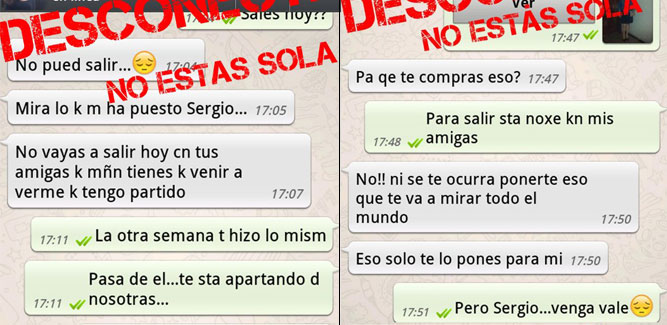 Sales hoy??
No pued salir...😔 17:04
NO ESTAS SOLA
Mira lo k m ha puesto Sergio... 17:05
No vayas a salir hoy cn tus
amigas k mñn tienes k venir a
verme k tengo partido 17:07
17:11 La otra semana t hizo lo mism
Pasa de el...te sta apartando d
17:11 nosotras...
Ver
NO ESTAS SOLA
17:47
Pa qe te compras eso? 17:47
Para salir sta noxe kn mis
17:48 amigas
No!! ni se te ocurra ponerte eso
que te va a mirar todo el
mundo 17:50
Eso solo te lo pones para mi 17:50
17:51 Pero Sergio...venga vale😔